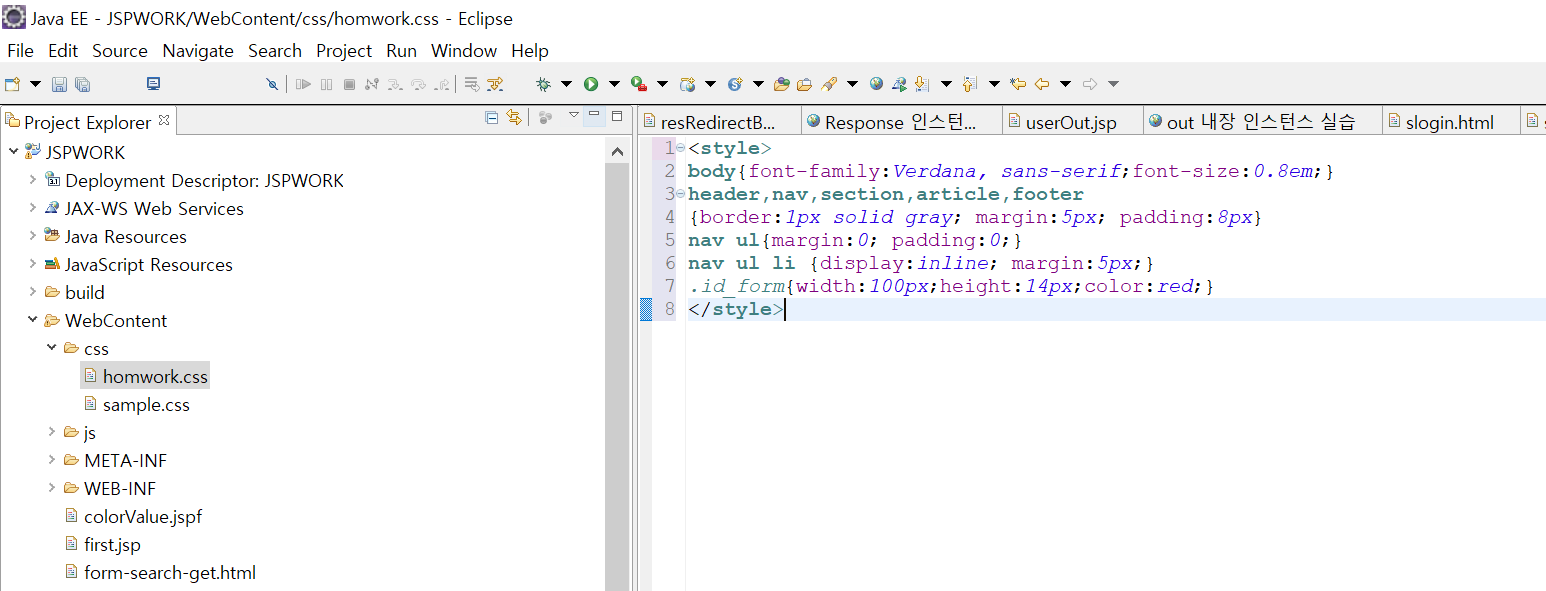 Java EE - JSPWORK/WebContent/css/homwork.css - Eclipse
File Edit Source Navigate Search Project Run Window Help
Project Explorer
JSPWORK
Deployment Descriptor: JSPWORK
JAX-WS Web Services
Java Resources
JavaScript Resources
build
WebContent
css
homwork.css
sample.css
js
META-INF
WEB-INF
colorValue.jspf
first.jsp
form-search-get.html
resRedirectB... Response 인스턴... userOut.jsp out 내장 인스턴스 실습 slogin.html
1 <style>
2 body{font-family:Verdana, sans-serif;font-size:0.8em;}
3 header,nav,section,article,footer
4 {border:1px solid gray; margin:5px; padding:8px}
5 nav ul{margin:0; padding:0;}
6 nav ul li {display:inline; margin:5px;}
7 .id_form{width:100px;height:14px;color:red;}
8 </style>